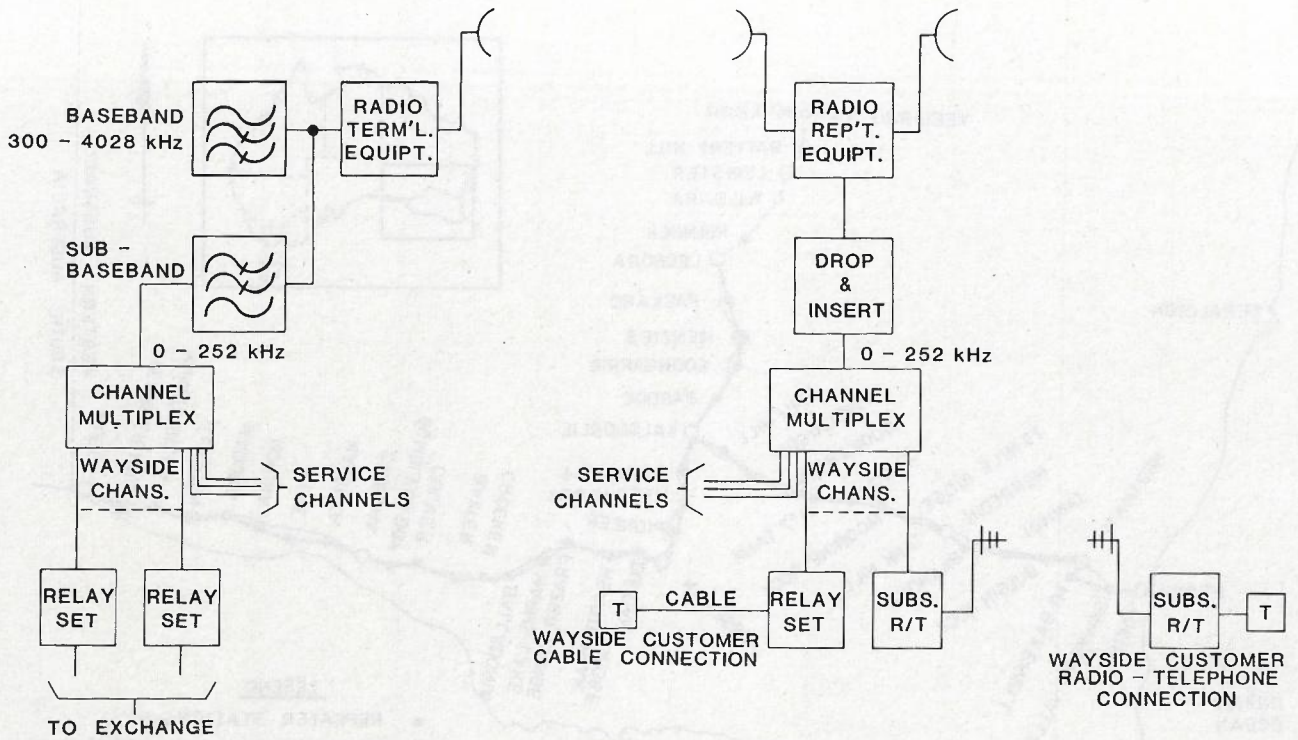 BASEBAND
300 - 4028 kHz
RADIO
TERM'L.
EQUIPT.
SUB -
BASEBAND
0 - 252 kHz
CHANNEL
MULTIPLEX
WAYSIDE
CHANS.
SERVICE
CHANNELS
RELAY
SET
RELAY
SET
TO EXCHANGE
RADIO
REP'T.
EQUIPT.
DROP
&
INSERT
0 - 252 kHz
CHANNEL
MULTIPLEX
SERVICE
CHANNELS
WAYSIDE
CHANS.
T
CABLE
RELAY
SET
SUBS.
R/T
WAYSIDE CUSTOMER
CABLE CONNECTION
SUBS.
R/T
T
WAYSIDE CUSTOMER
RADIO - TELEPHONE
CONNECTION